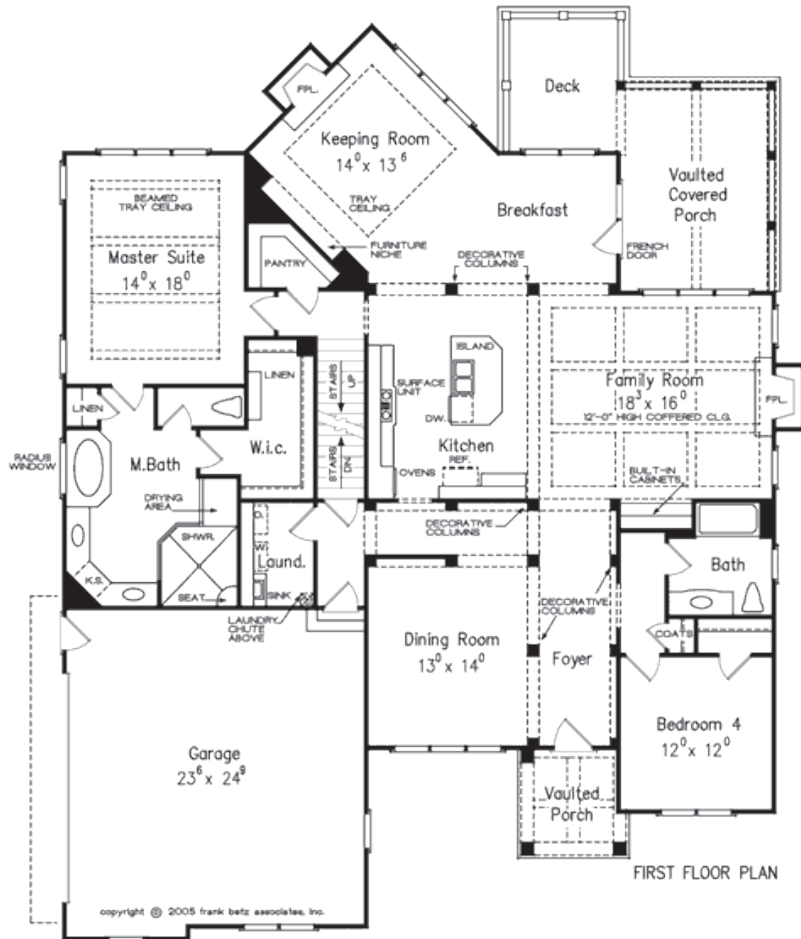 Deck
FPL.
Keeping Room
14⁰ x 13⁶
TRAY
CEILING
Vaulted
Covered
Porch
BEAMED
TRAY CEILING
Breakfast
Master Suite
14⁰ x 18⁰
PANTRY
FURNITURE
NICHE
DECORATIVE
COLUMNS
FRENCH
DOOR
ISLAND
LINEN
STAIRS
UP
SURFACE
UNIT
Family Room
18³ x 16⁰
12'-0" HIGH COFFERED CLG.
FPL.
LINEN
DW.
RADIUS
WINDOW
M.Bath
W.i.c.
STAIRS
DN
Kitchen
REF.
OVENS
BUILT-IN
CABINETS
DRYING
AREA
D.
DECORATIVE
COLUMNS
SHWR.
W.
Laund.
Bath
K.S.
SEAT
SINK
LAUNDRY
CHUTE
ABOVE
DECORATIVE
COLUMNS
COATS
Dining Room
13⁰ x 14⁰
Foyer
Bedroom 4
12⁰ x 12⁰
Garage
23⁶ x 24⁹
Vaulted
Porch
FIRST FLOOR PLAN
copyright © 2005 frank betz associates, inc.